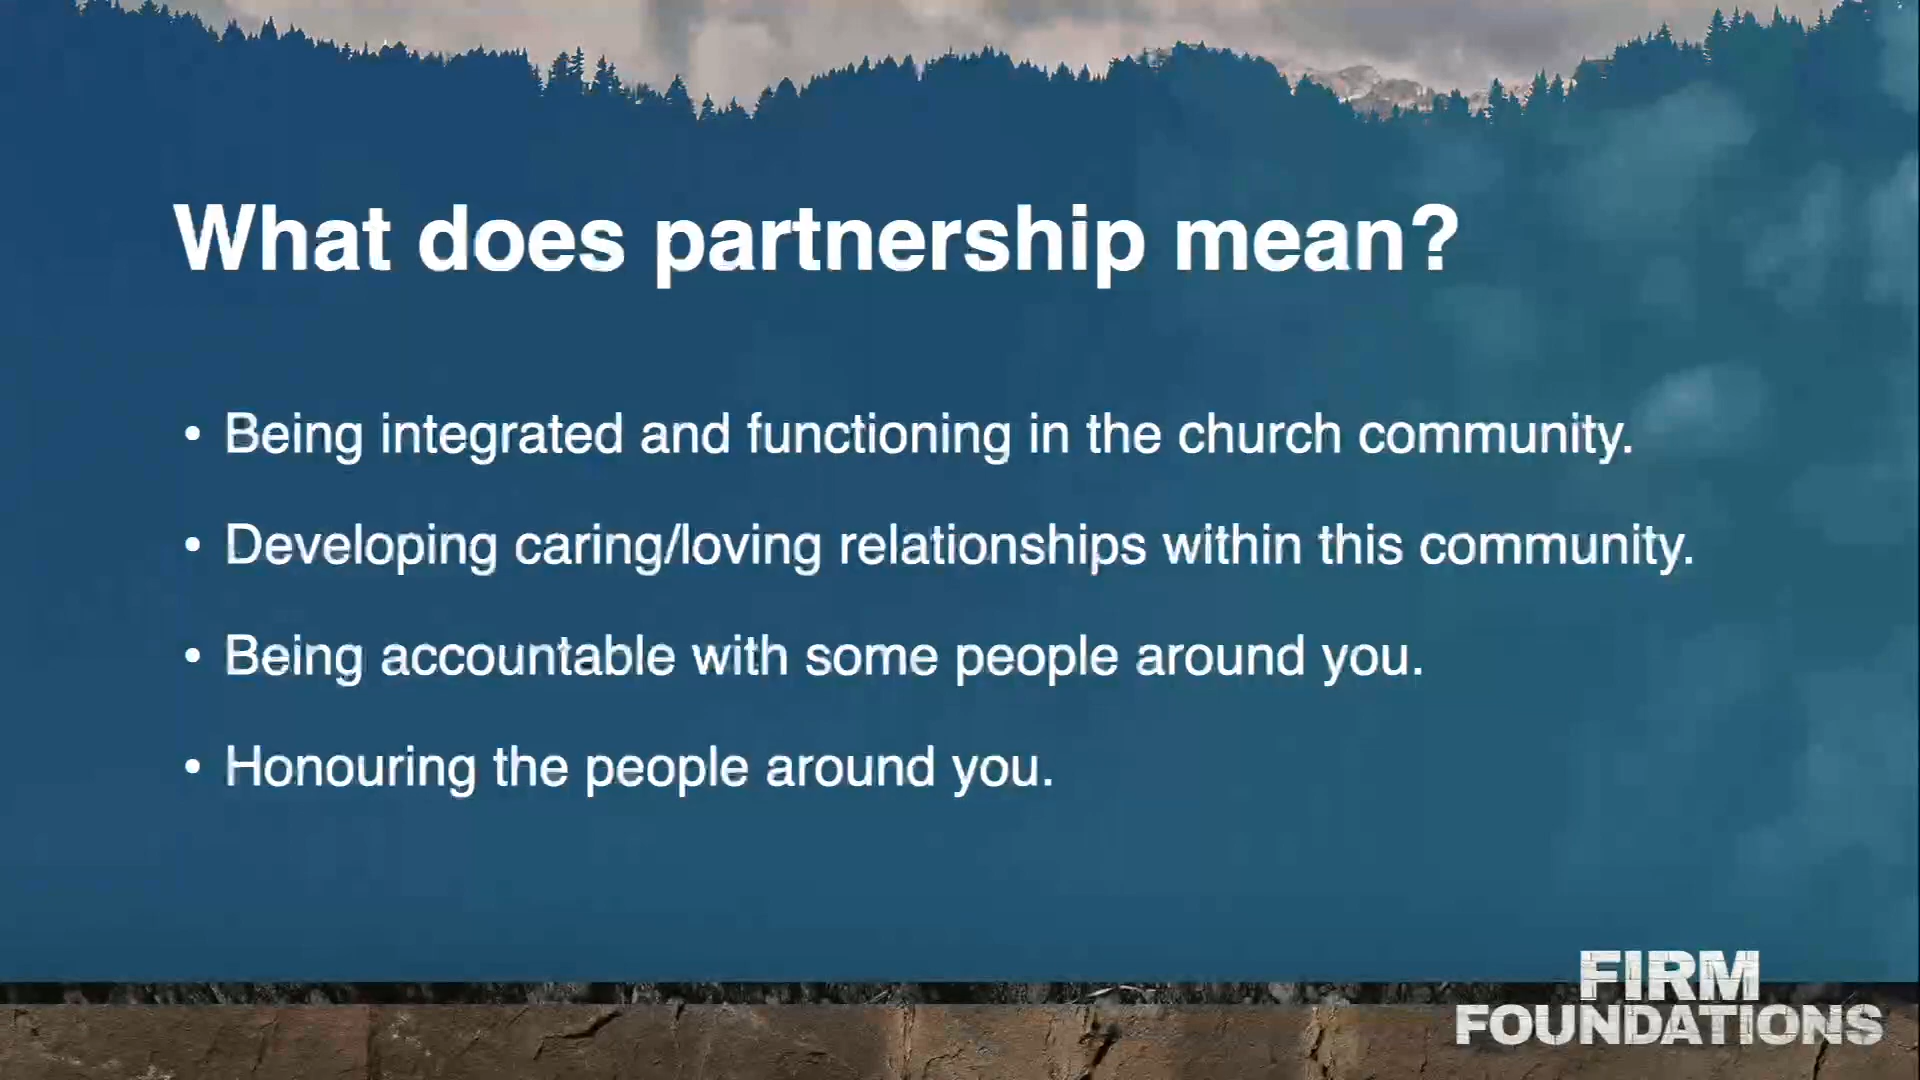 What does partnership mean?
• Being integrated and functioning in the church community.
• Developing caring/loving relationships within this community.
• Being accountable with some people around you.
• Honouring the people around you.
FIRM
FOUNDATIONS